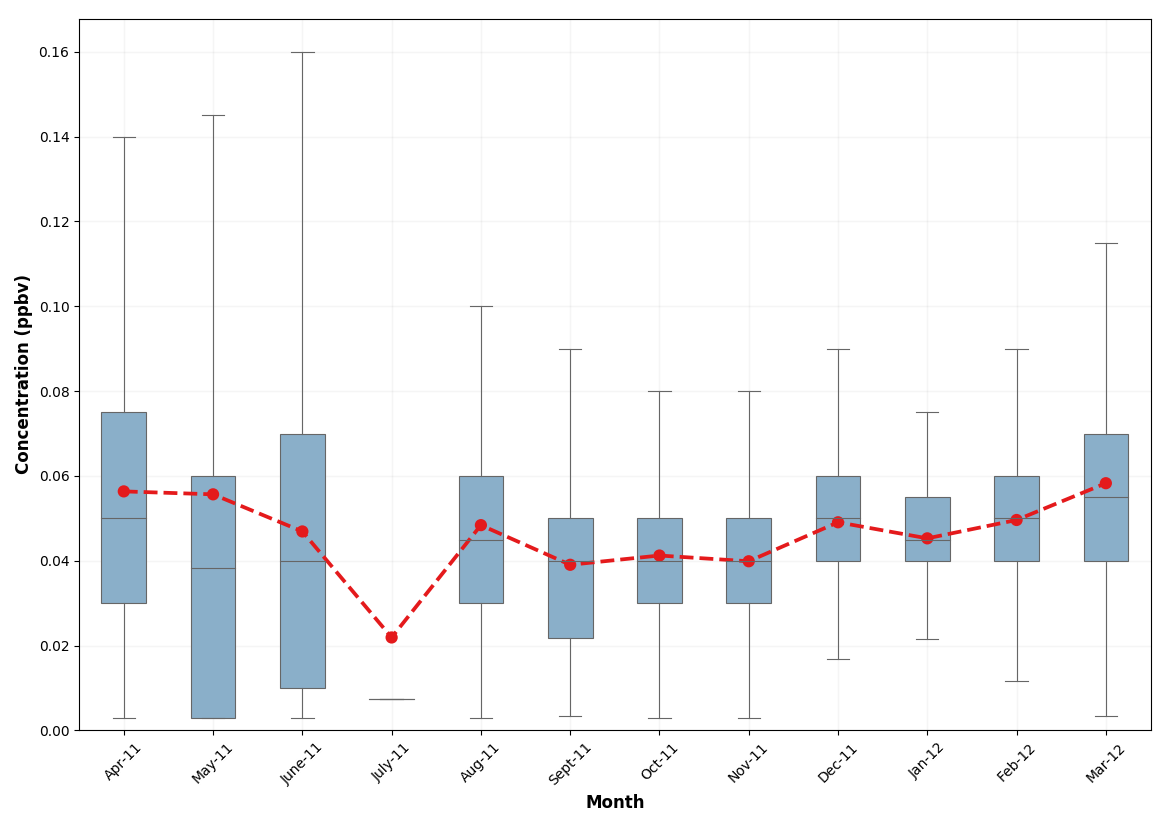 0.16
0.14
0.12
0.10
0.08
0.06
0.04
0.02
0.00
Concentration (ppbv)
Apr-11
May-11
June-11
July-11
Aug-11
Sept-11
Oct-11
Nov-11
Dec-11
Jan-12
Feb-12
Mar-12
Month